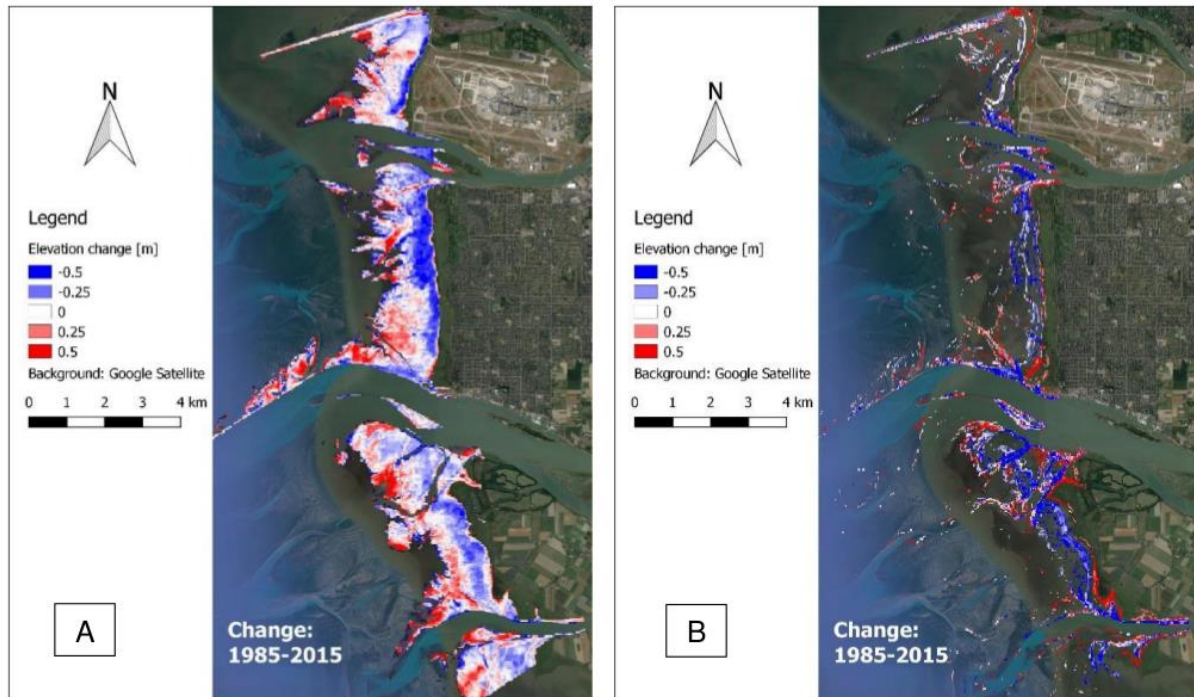 N
Legend
Elevation change [m]
-0.5
-0.25
0
0.25
0.5
Background: Google Satellite
0 1 2 3 4 km
A
Change:
1985-2015
N
Legend
Elevation change [m]
-0.5
-0.25
0
0.25
0.5
Background: Google Satellite
0 1 2 3 4 km
B
Change:
1985-2015